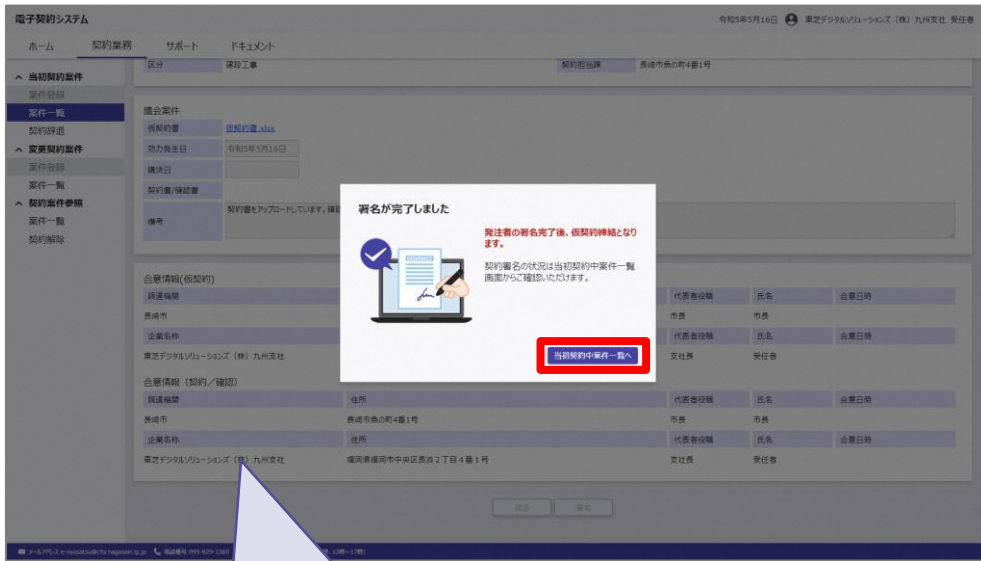 電子契約システム
令和5年5月16日 東芝デジタルソリューションズ（株）九州支社 受任者
ホーム 契約業務 サポート ドキュメント
当初契約案件
案件登録
案件一覧
契約辞退
変更契約案件
案件登録
案件一覧
契約案件参照
案件一覧
契約解除
区分 建設工事 契約担当課 長崎市魚の町4番1号
議会案件
仮契約書 仮契約書.xlsx
効力発生日 令和5年5月16日
議決日
契約書/確認書
備考 契約書をアップロードしています。確認
署名が完了しました
発注者の署名完了後、仮契約締結となり
ます。
契約署名の状況は当初契約中案件一覧
画面からご確認いただけます。
当初契約中案件一覧へ
合意情報(仮契約)
調達機関 代表者役職 氏名 合意日時
長崎市 市長 市長
企業名称 代表者役職 氏名 合意日時
東芝デジタルソリューションズ（株）九州支社 支社長 受任者
合意情報（契約／確認）
調達機関 住所 代表者役職 氏名 合意日時
長崎市 長崎市魚の町4番1号 市長 市長
企業名称 住所 代表者役職 氏名 合意日時
東芝デジタルソリューションズ（株）九州支社 福岡県福岡市中央区長浜２丁目４番１号 支社長 受任者
戻る 署名